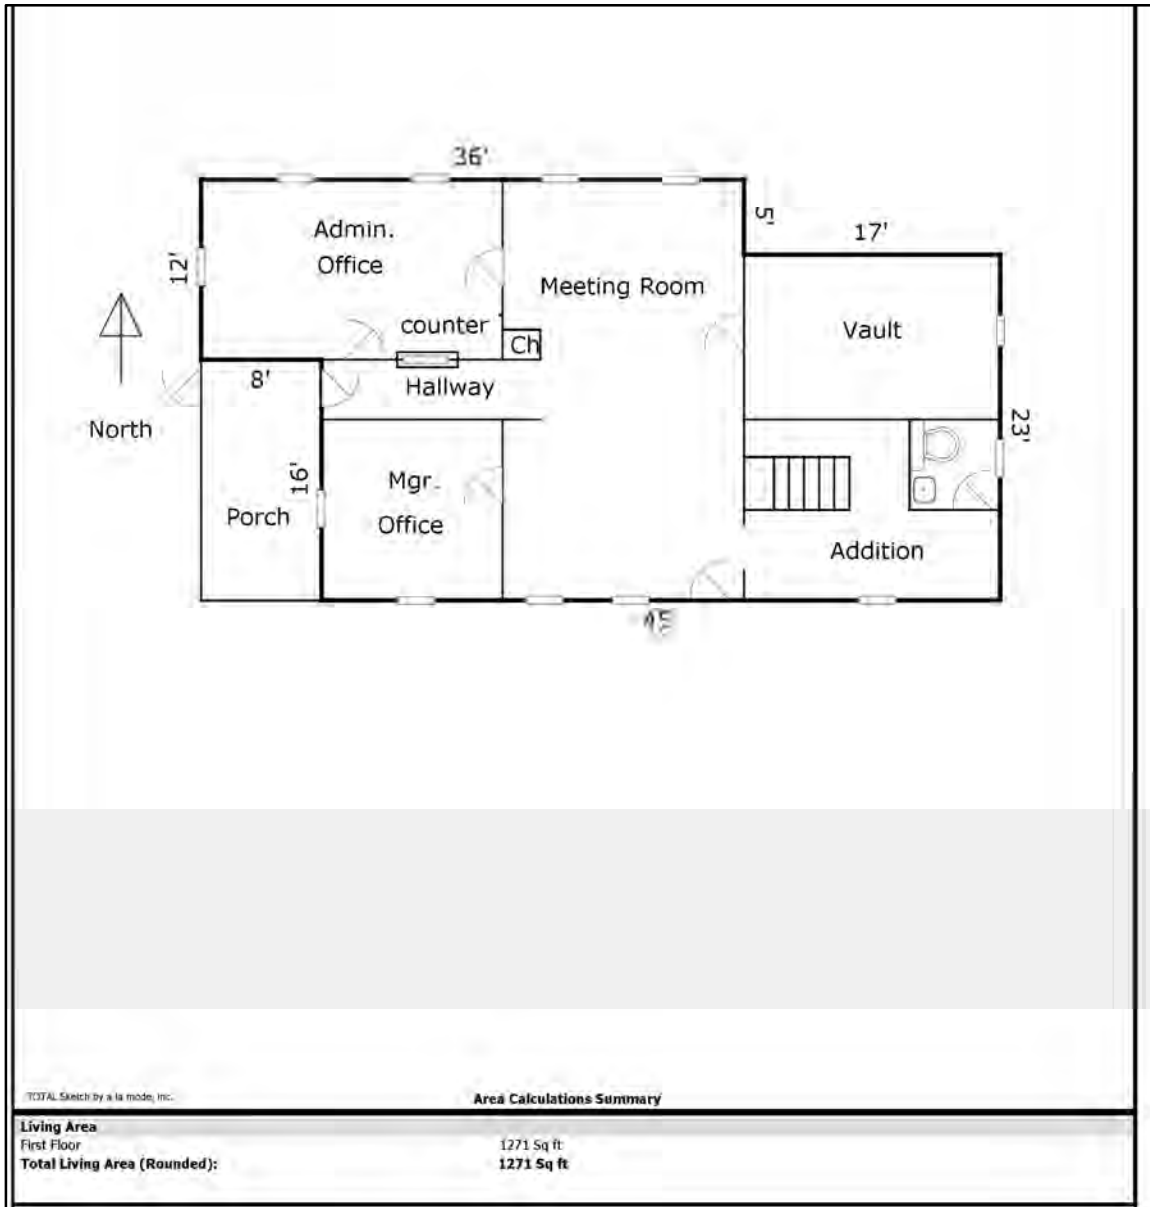 36'
Admin.
Office
12'
5'
17'
Meeting Room
counter
Ch
Vault
8'
Hallway
North
23'
16'
Mgr.
Office
Porch
Addition
45'
TOTAL Sketch by a la mode, inc.
Area Calculations Summary
Living Area
First Floor 1271 Sq ft
Total Living Area (Rounded): 1271 Sq ft